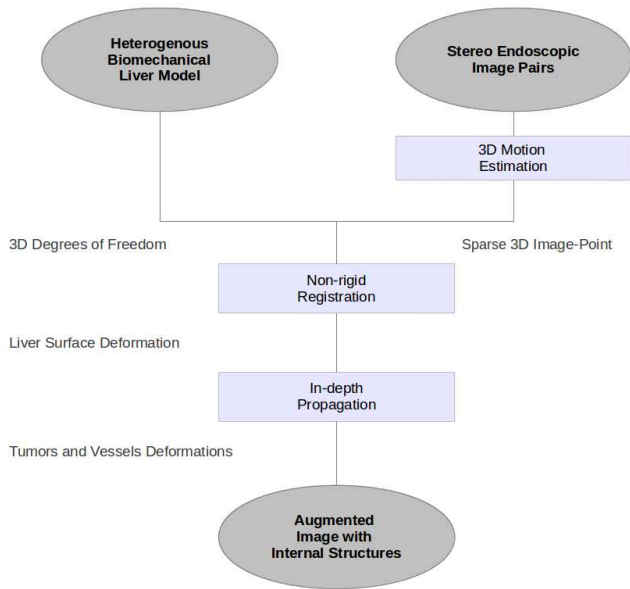 Heterogenous
Biomechanical
Liver Model
Stereo Endoscopic
Image Pairs
3D Motion
Estimation
3D Degrees of Freedom
Sparse 3D Image-Point
Non-rigid
Registration
Liver Surface Deformation
In-depth
Propagation
Tumors and Vessels Deformations
Augmented
Image with
Internal Structures